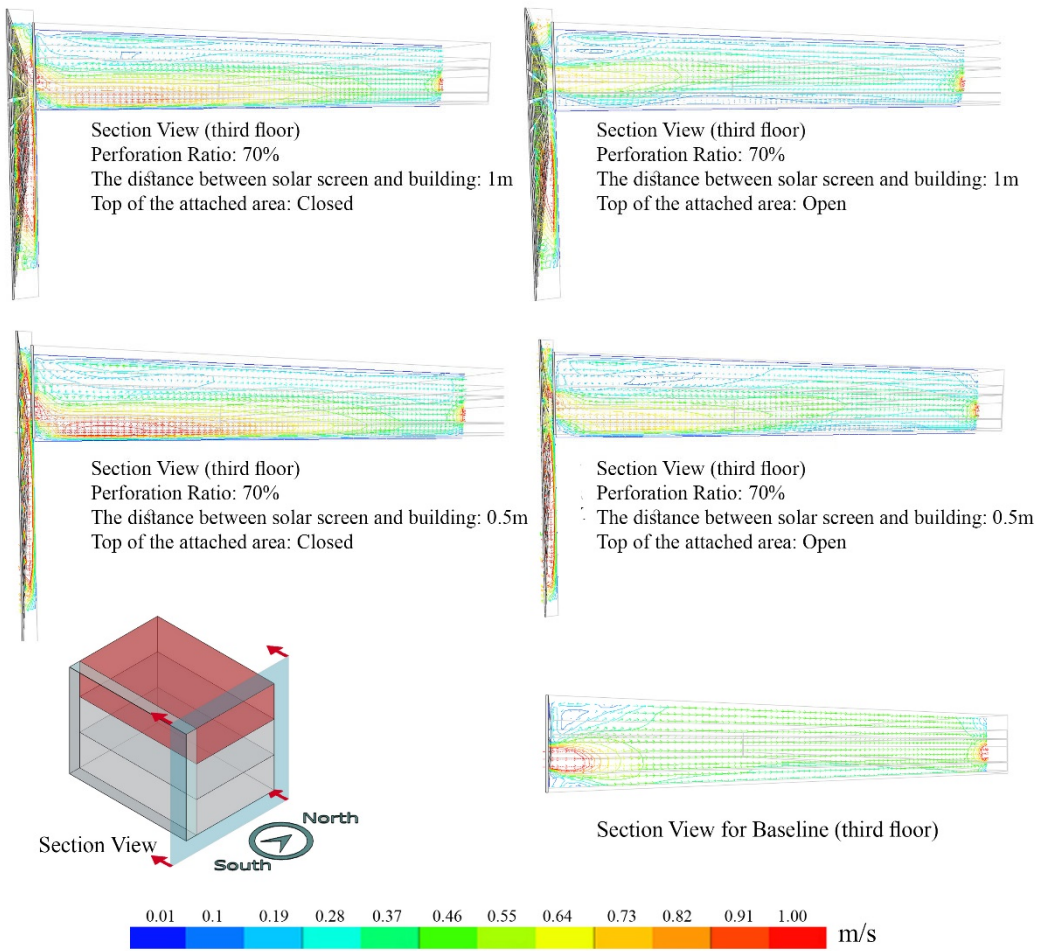 Section View (third floor)
Perforation Ratio: 70%
The distance between solar screen and building: 1m
Top of the attached area: Closed
Section View (third floor)
Perforation Ratio: 70%
The distance between solar screen and building: 1m
Top of the attached area: Open
Section View (third floor)
Perforation Ratio: 70%
The distance between solar screen and building: 0.5m
Top of the attached area: Closed
Section View (third floor)
Perforation Ratio: 70%
The distance between solar screen and building: 0.5m
Top of the attached area: Open
Section View
North
South
Section View for Baseline (third floor)
0.01 0.1 0.19 0.28 0.37 0.46 0.55 0.64 0.73 0.82 0.91 1.00
m/s